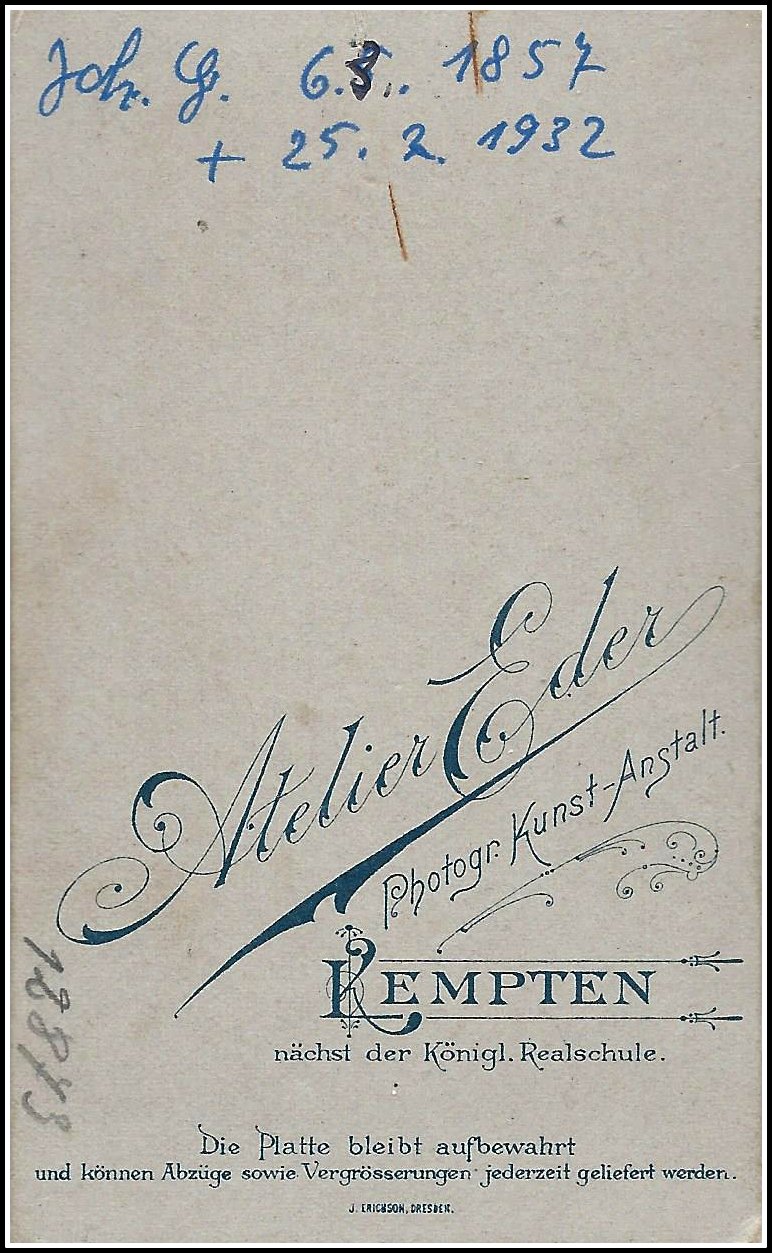 Joh. G. 6.8.. 1857
+ 25. 2. 1932
Atelier Eder
Photogr. Kunst-Anstalt.
KEMPTEN
nächst der Königl. Realschule.
Die Platte bleibt aufbewahrt
und können Abzüge sowie Vergrösserungen jederzeit geliefert werden.
J. ERICHSON, DRESDEN.